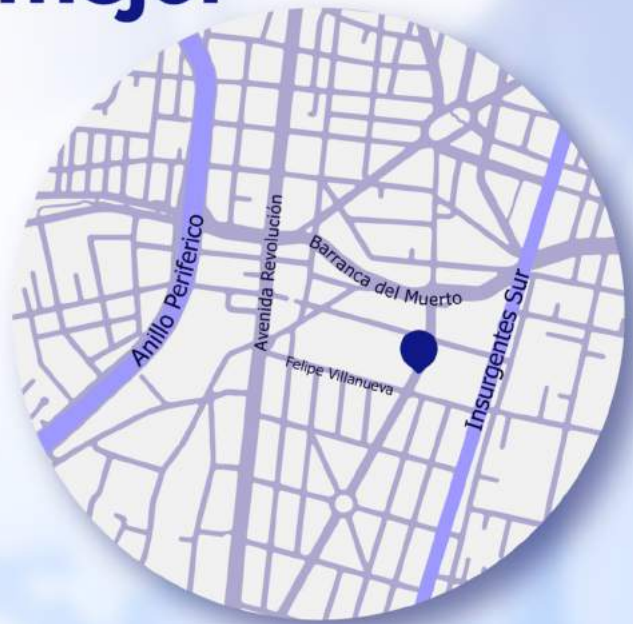 mejor
Anillo Periferico
Avenida Revolución
Barranca del Muerto
Felipe Villanueva
Insurgentes Sur